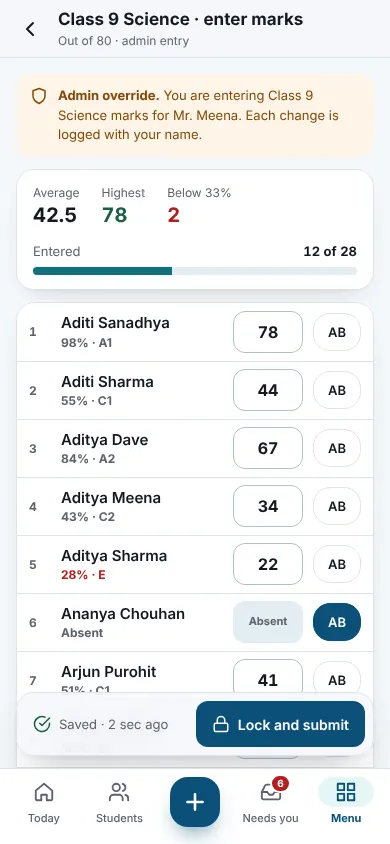 Class 9 Science · enter marks
Out of 80 · admin entry
Admin override. You are entering Class 9
Science marks for Mr. Meena. Each change is
logged with your name.
Average Highest Below 33%
42.5 78 2
Entered 12 of 28
1 Aditi Sanadhya 78 AB
98% · A1
2 Aditi Sharma 44 AB
55% · C1
3 Aditya Dave 67 AB
84% · A2
4 Aditya Meena 34 AB
43% · C2
5 Aditya Sharma 22 AB
28% · E
6 Ananya Chouhan Absent AB
Absent
7 Arjun Purohit 41 AB
51% · C1
Saved · 2 sec ago Lock and submit
6
Today Students Needs you Menu